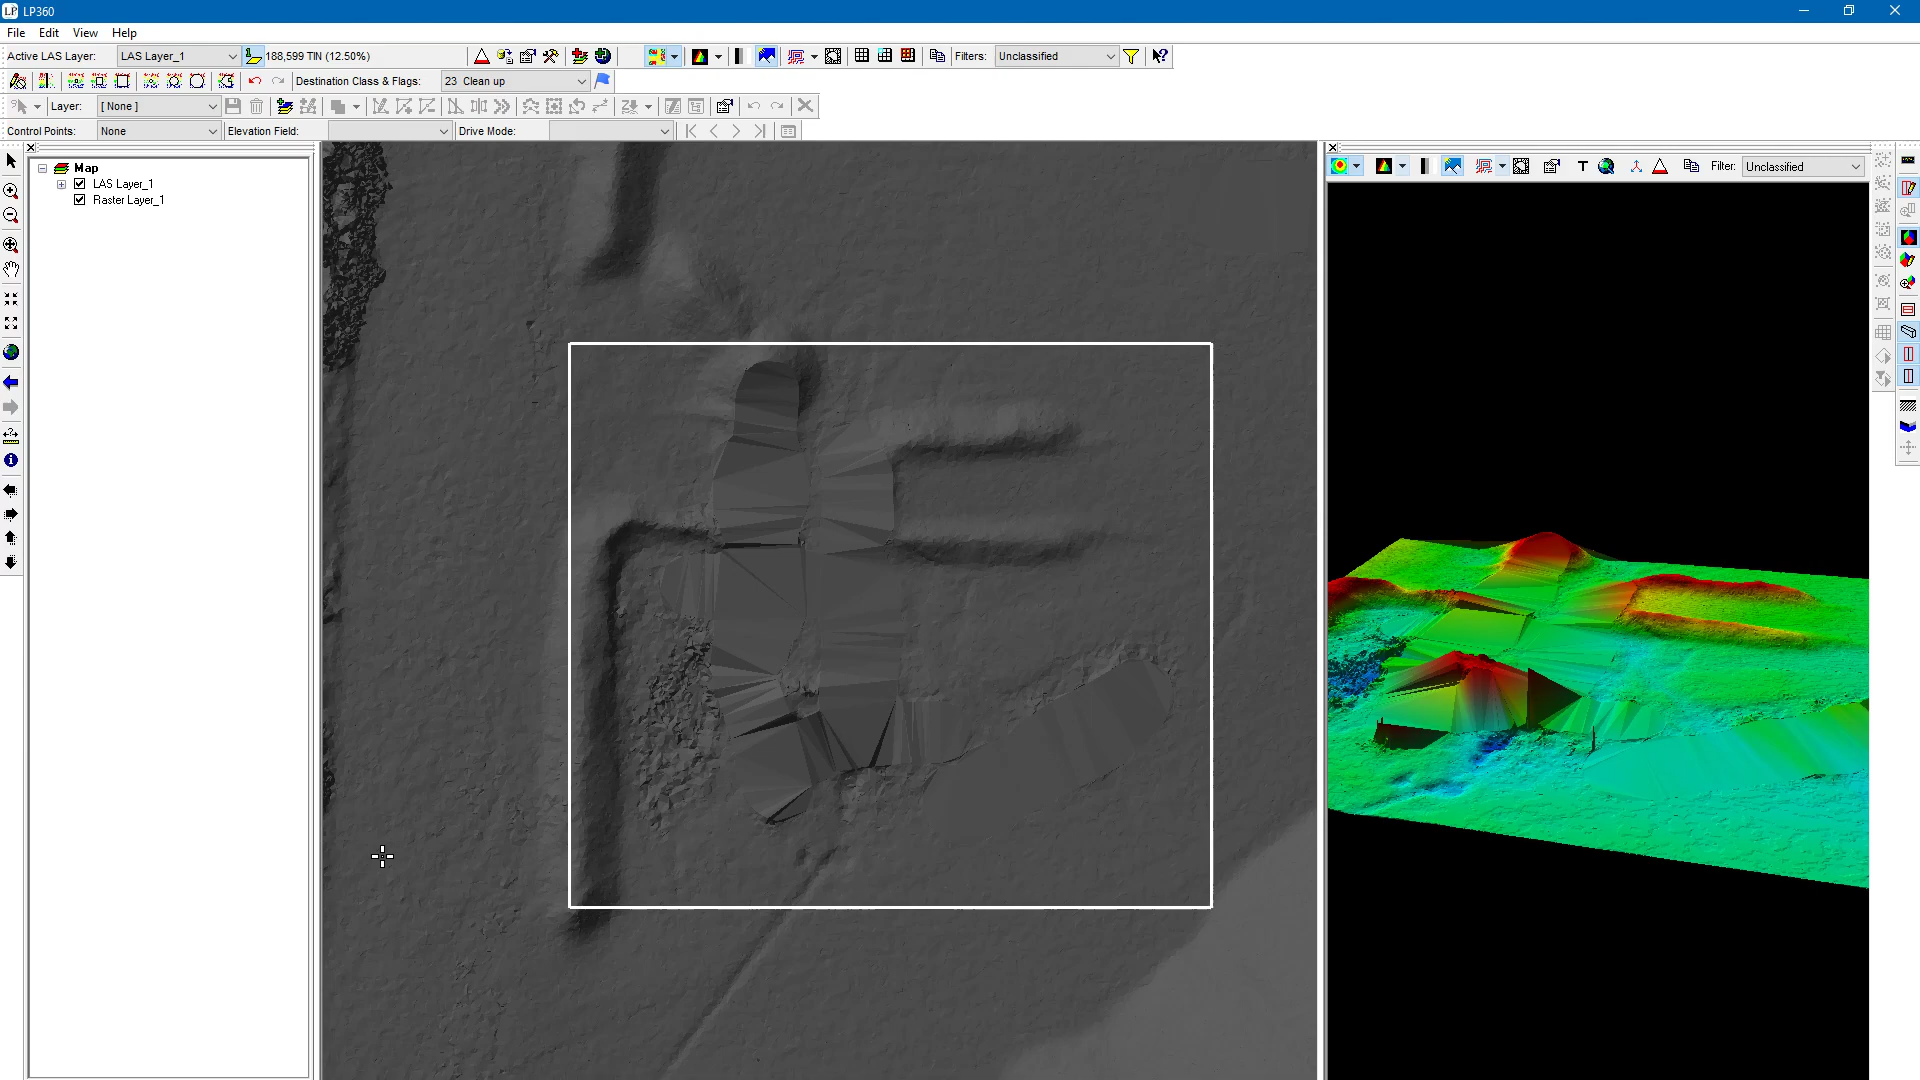 LP360
File Edit View Help
Active LAS Layer: LAS Layer_1 188,599 TIN (12.50%) Filters: Unclassified
Destination Class & Flags: 23 Clean up
Layer: [ None ]
Control Points: None Elevation Field: Drive Mode:
Map
LAS Layer_1
Raster Layer_1
T Filter: Unclassified